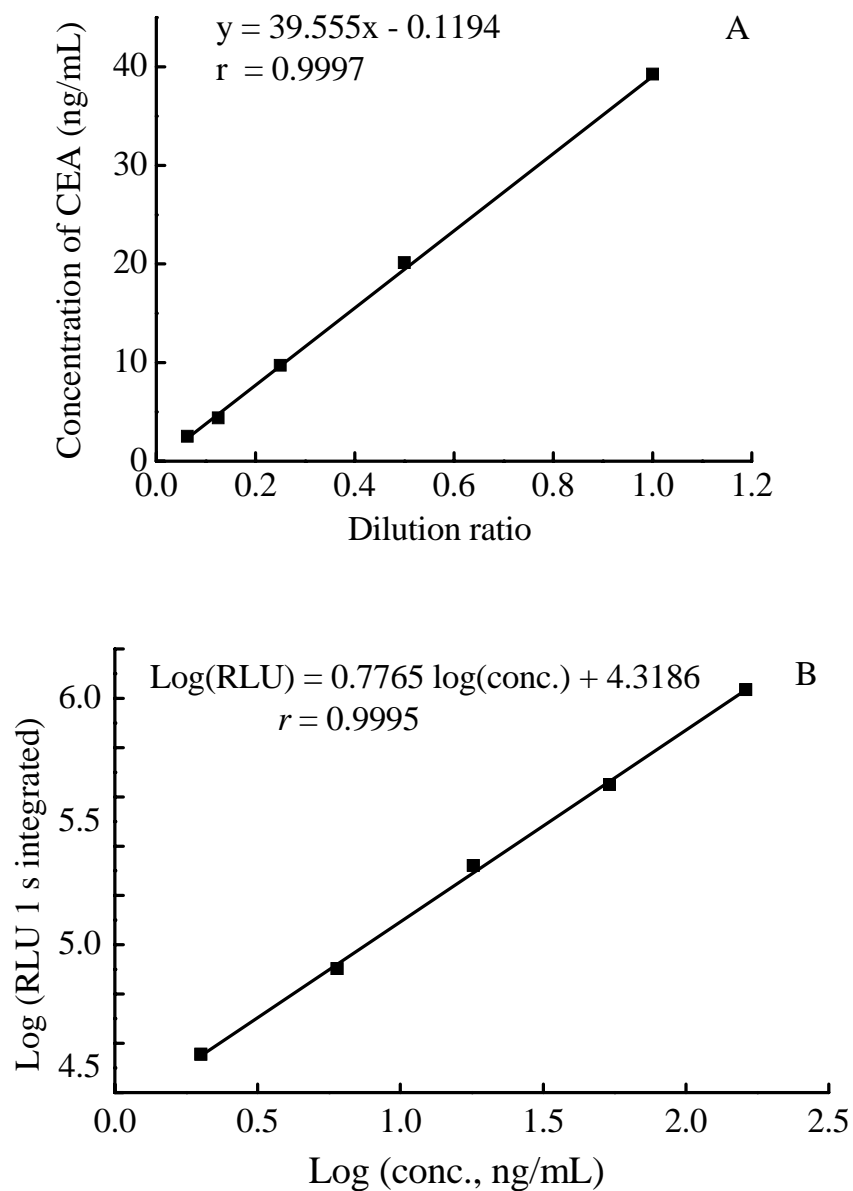 y = 39.555x - 0.1194
A
r = 0.9997
Concentration of CEA (ng/mL)
40
30
20
10
0
0.0 0.2 0.4 0.6 0.8 1.0 1.2
Dilution ratio
Log(RLU) = 0.7765 log(conc.) + 4.3186
B
r = 0.9995
Log (RLU 1 s integrated)
6.0
5.5
5.0
4.5
0.0 0.5 1.0 1.5 2.0 2.5
Log (conc., ng/mL)